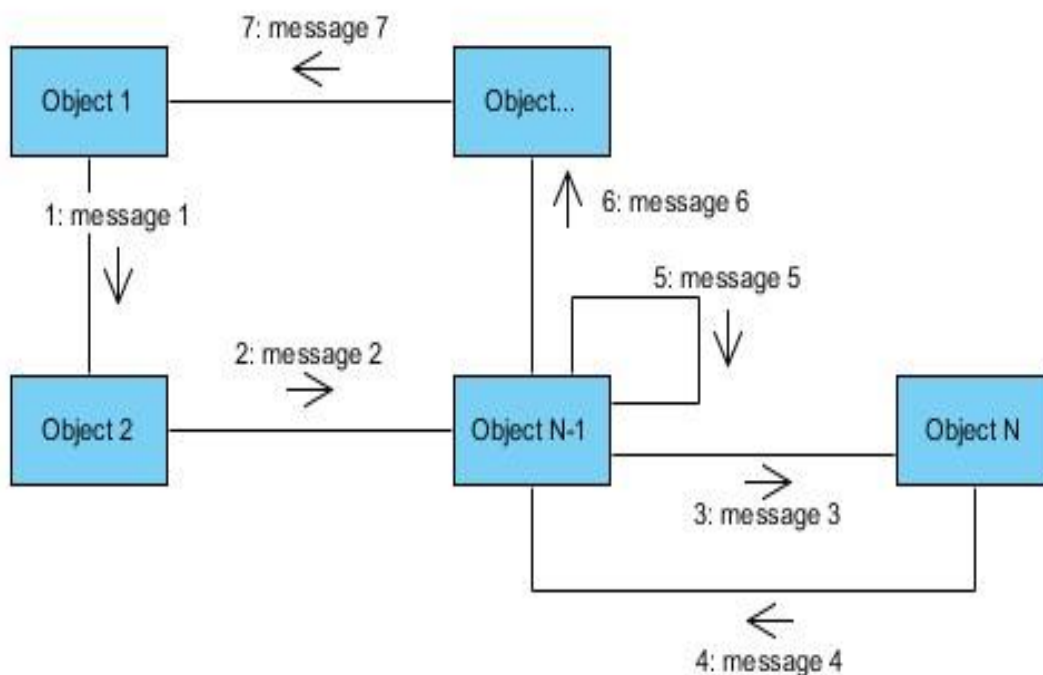 7: message 7
Object 1
Object...
1: message 1
6: message 6
5: message 5
2: message 2
Object 2
Object N-1
Object N
3: message 3
4: message 4